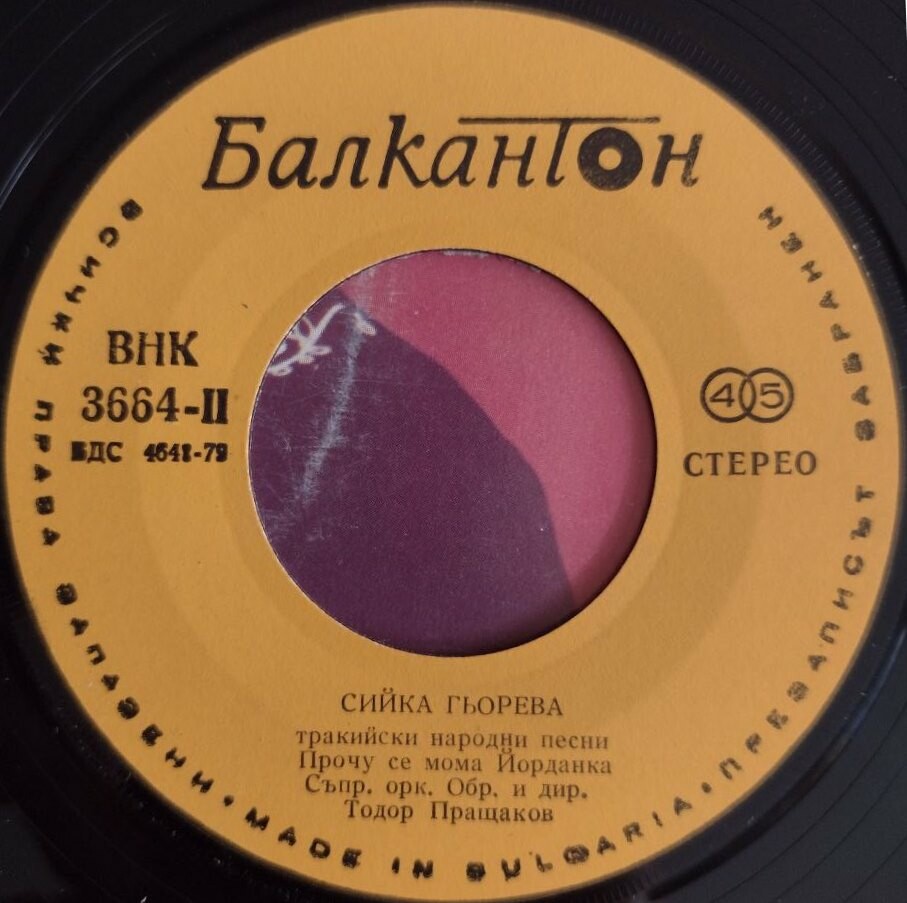 Балкантон
ВНК
3664-II
БДС 4641-79
45
СТЕРЕО
СИЙКА ГЬОРЕВА
тракийски народни песни
Прочу се мома Йорданка
Съпр. орк. Обр. и дир.
Тодор Пращаков
ВСИЧКИ ПРАВА ЗАПАЗЕНИ • MADE IN BULGARIA • ПРЕЗАПИСЪТ ЗАБРАНЕН